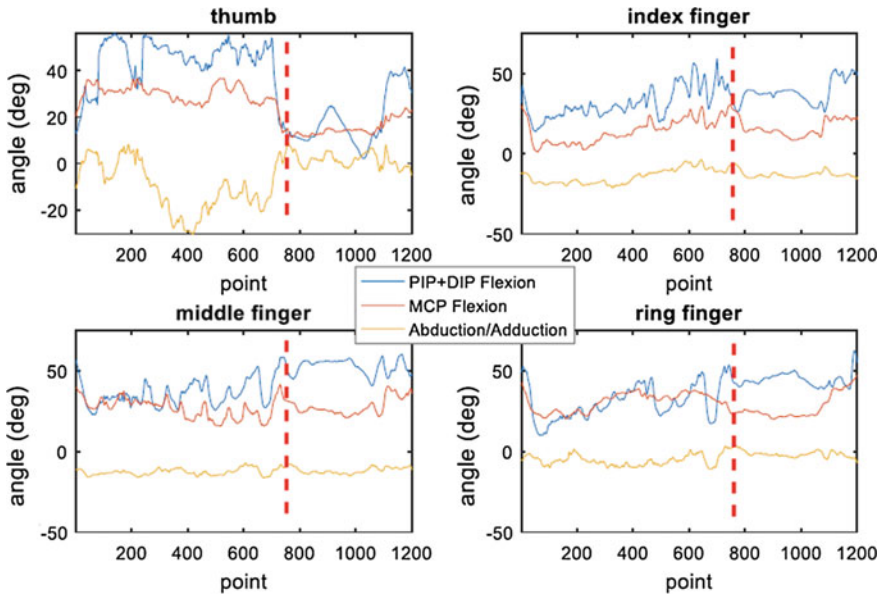 thumb
40
20
0
-20
angle (deg)
200 400 600 800 1000 1200
point
index finger
50
0
-50
angle (deg)
200 400 600 800 1000 1200
point
PIP+DIP Flexion
MCP Flexion
Abduction/Adduction
middle finger
50
0
-50
angle (deg)
200 400 600 800 1000 1200
point
ring finger
50
0
-50
angle (deg)
200 400 600 800 1000 1200
point